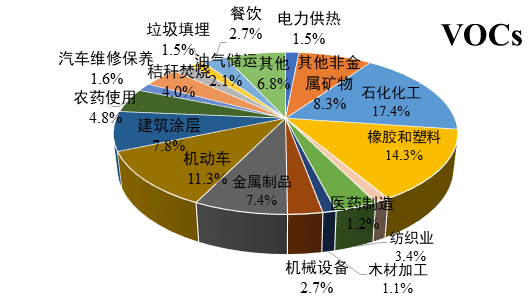 VOCs
电力供热
1.5%
其他非金
属矿物
8.3%
石化化工
17.4%
橡胶和塑料
14.3%
医药制造
1.2%
纺织业
3.4%
木材加工
1.1%
机械设备
2.7%
金属制品
7.4%
机动车
11.3%
建筑涂层
7.8%
农药使用
4.8%
汽车维修保养
1.6%
秸秆焚烧
4.0%
垃圾填埋
1.5%
油气储运
2.1%
餐饮
2.7%
其他
6.8%